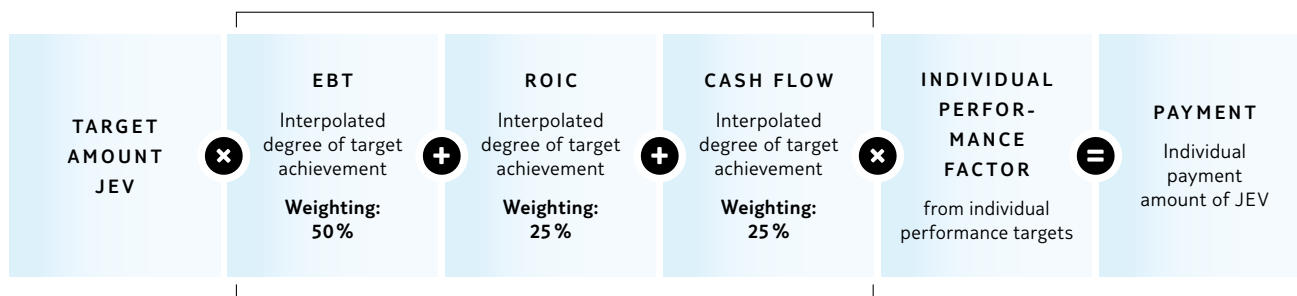 TARGET
AMOUNT
JEV
×
EBT
Interpolated
degree of target
achievement
Weighting:
50 %
+
ROIC
Interpolated
degree of target
achievement
Weighting:
25 %
+
CASH FLOW
Interpolated
degree of target
achievement
Weighting:
25 %
×
INDIVIDUAL
PERFOR-
MANCE
FACTOR
from individual
performance targets
=
PAYMENT
Individual
payment
amount of JEV